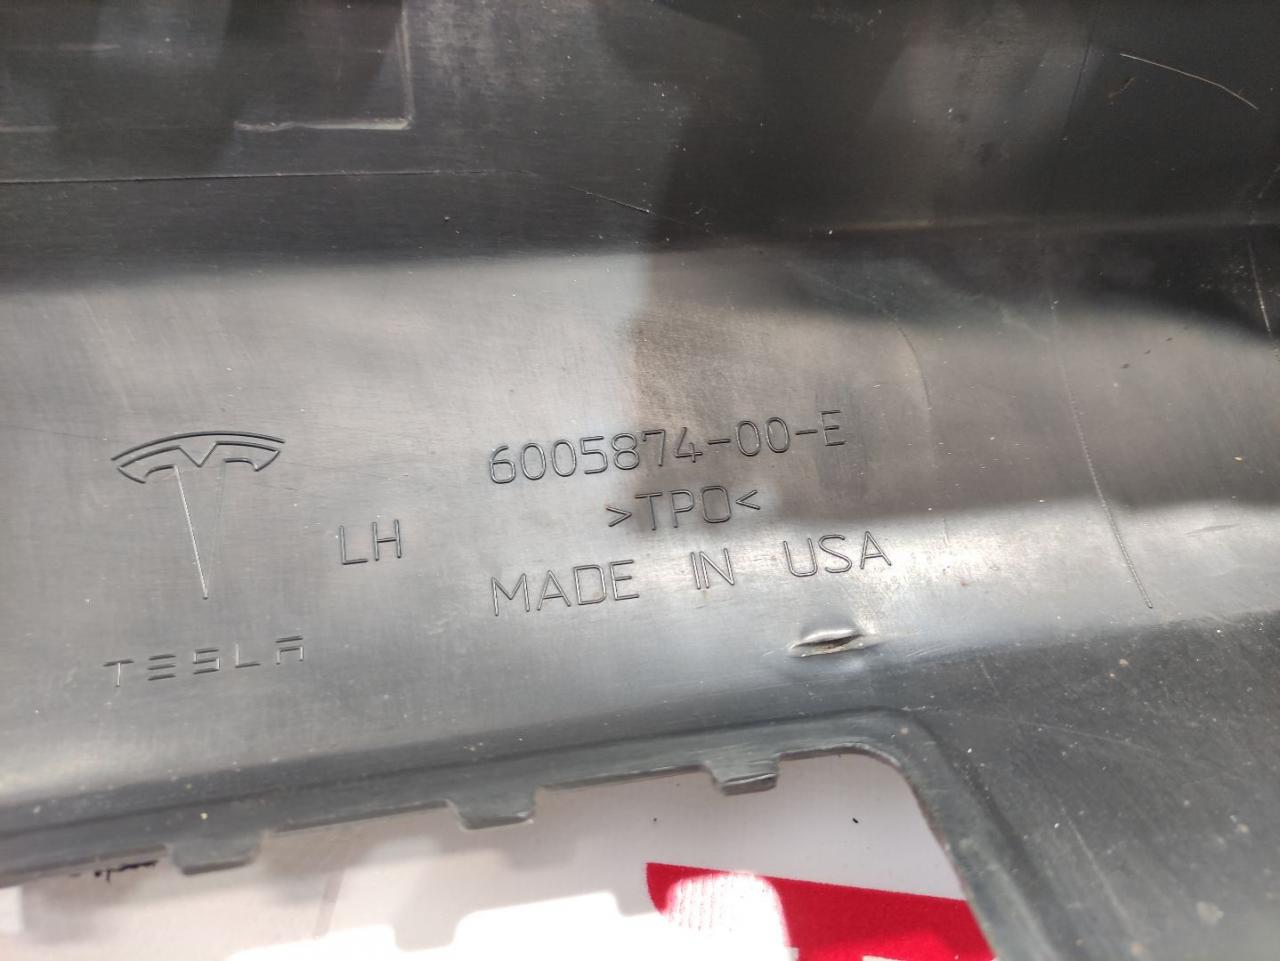 6005874-00-E
>TPO<
LH
MADE IN USA
TESLA